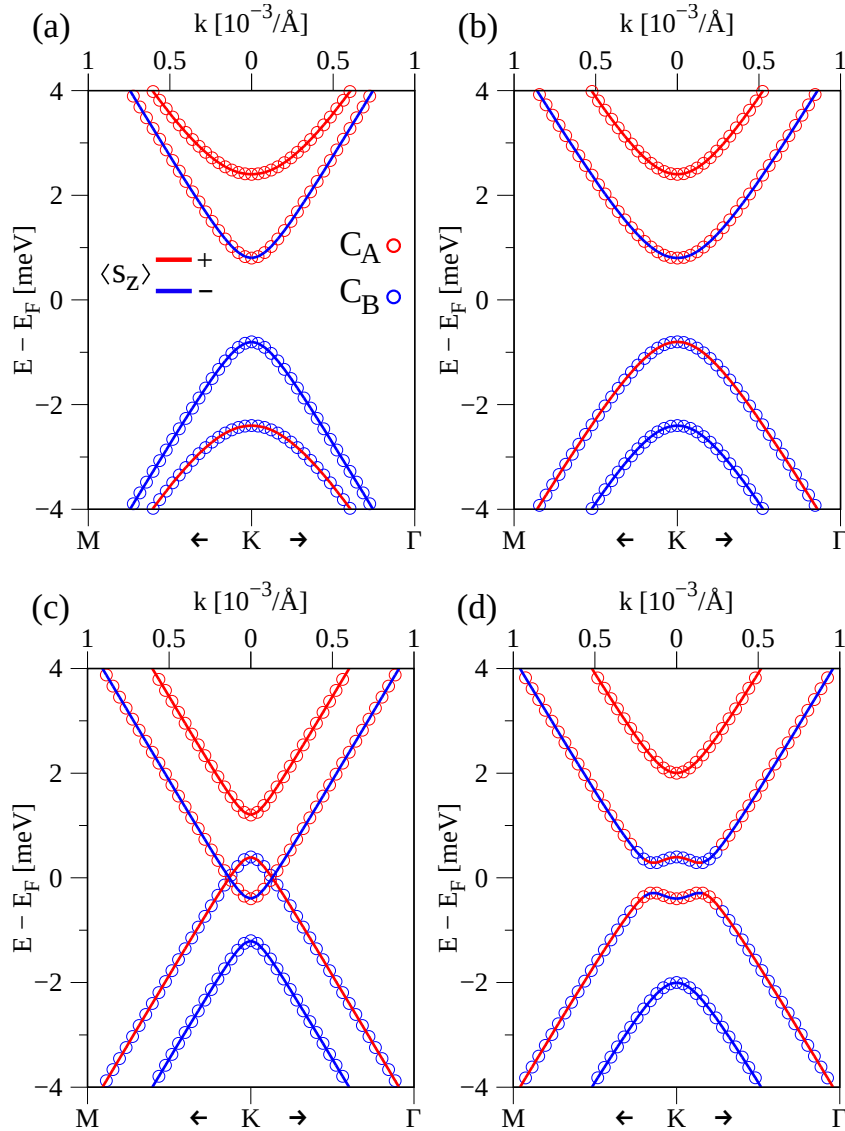 (a) k [10⁻³/Å] (b) k [10⁻³/Å]
1 0.5 0 0.5 1 1 0.5 0 0.5 1
4 4
2 2
0 0
−2 −2
−4 −4
E − E_F [meV] E − E_F [meV]
⟨s_z⟩ + −
C_A
C_B
M ← K → Γ M ← K → Γ
(c) k [10⁻³/Å] (d) k [10⁻³/Å]
1 0.5 0 0.5 1 1 0.5 0 0.5 1
4 4
2 2
0 0
−2 −2
−4 −4
E − E_F [meV] E − E_F [meV]
M ← K → Γ M ← K → Γ